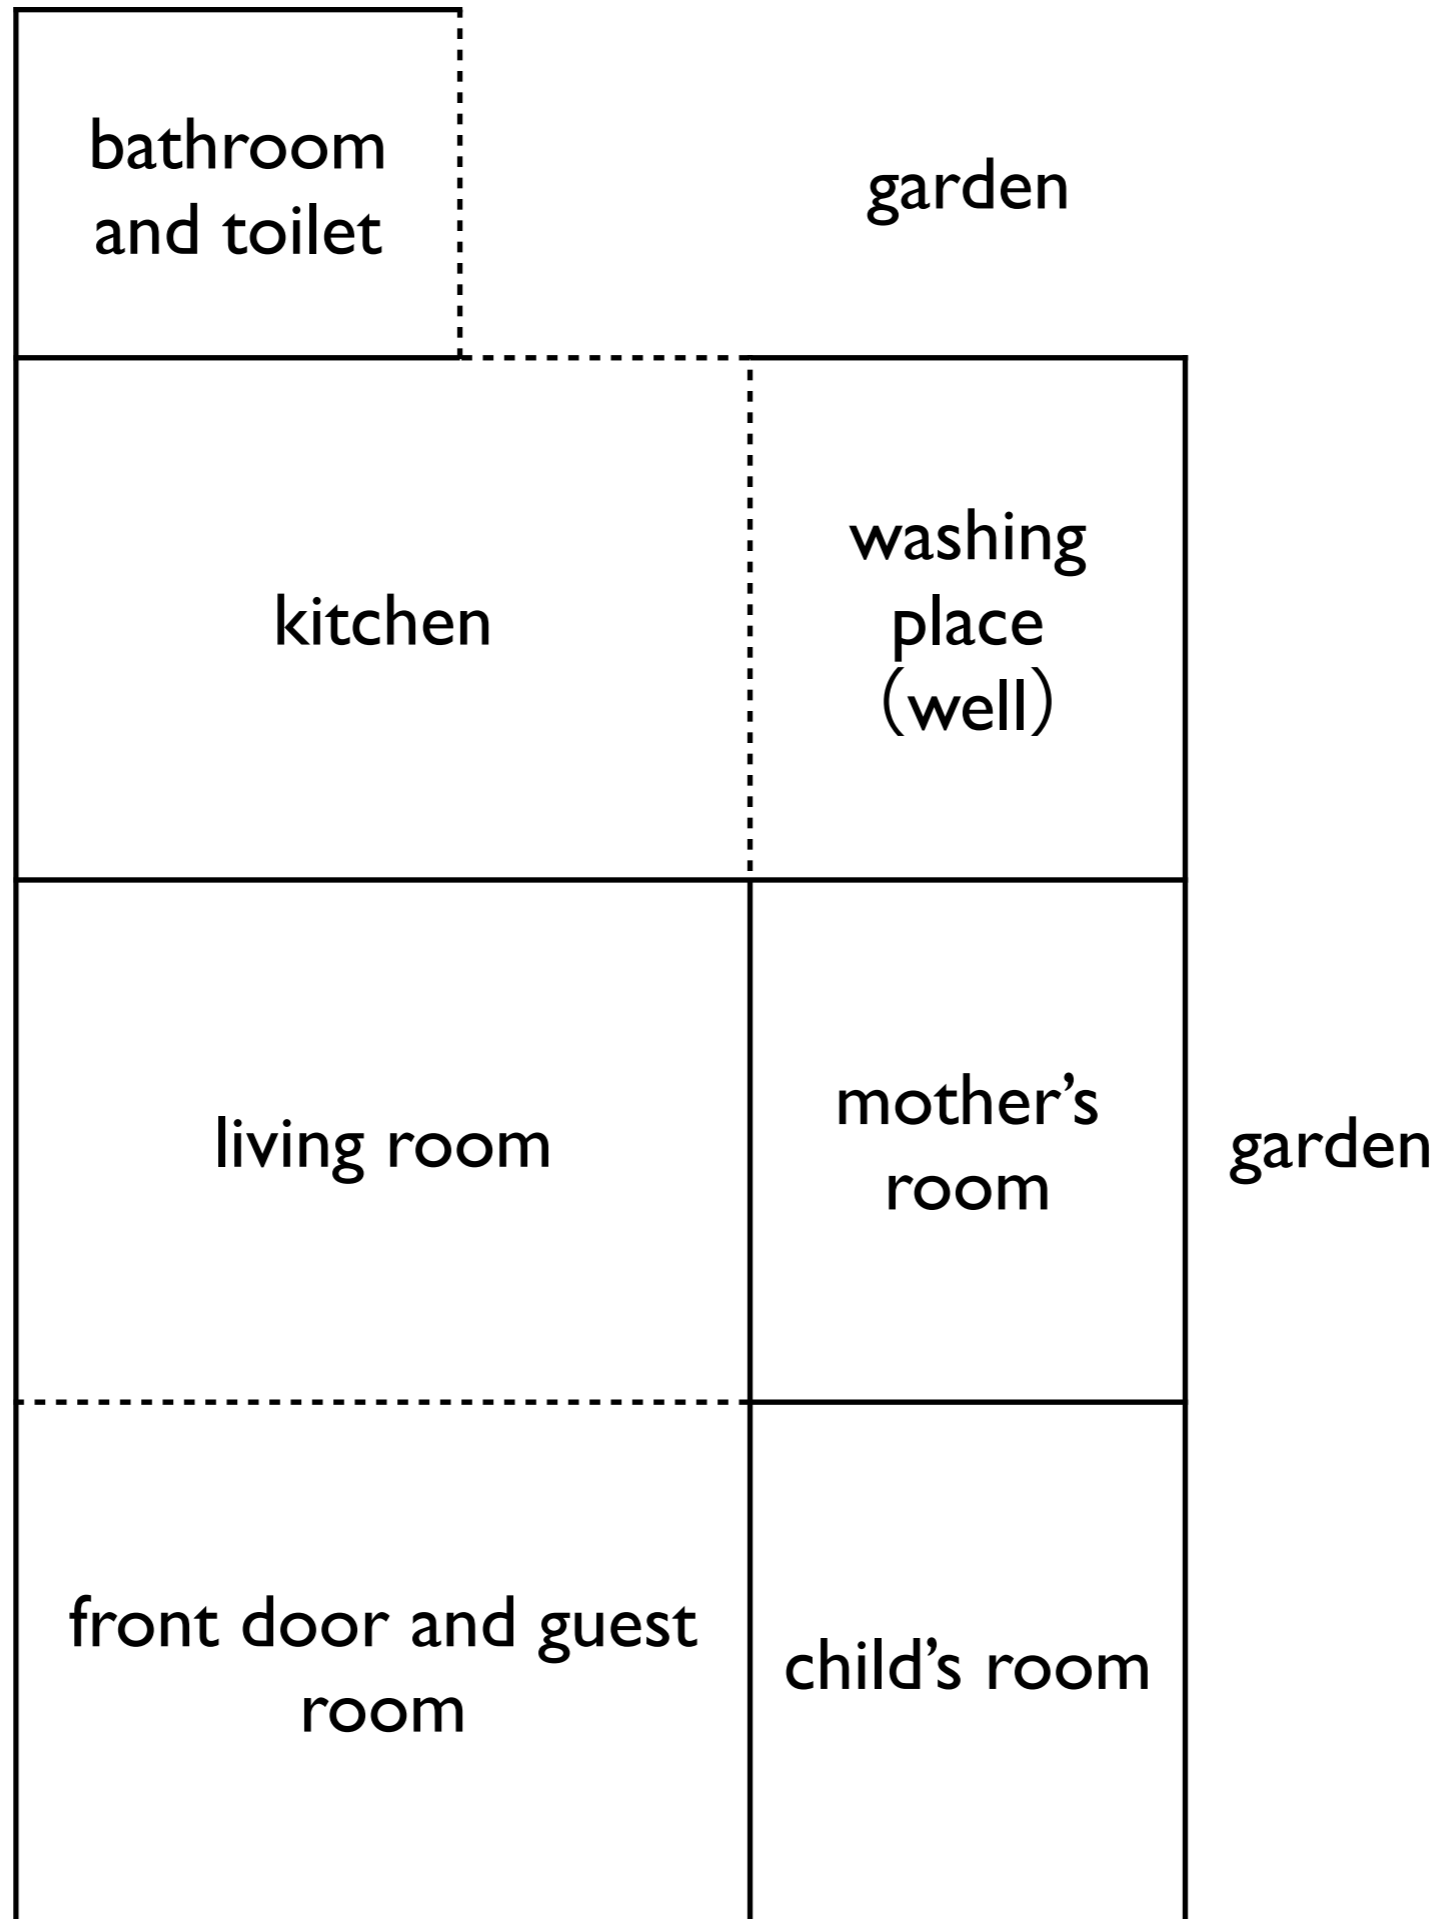 bathroom
and toilet
garden
kitchen
washing
place
（well）
living room
mother’s
room
garden
front door and guest
room
child’s room